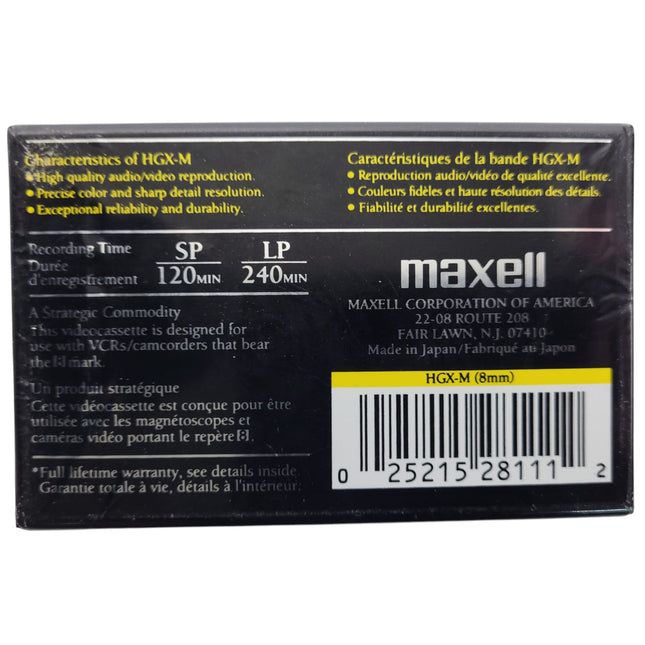 Characteristics of HGX-M
• High quality audio/video reproduction.
• Precise color and sharp detail resolution.
• Exceptional reliability and durability.
Caractéristiques de la bande HGX-M
• Reproduction audio/vidéo de qualité excellente.
• Couleurs fidèles et haute résolution des détails.
• Fiabilité et durabilité excellentes.
Recording Time SP LP
Durée
d'enregistrement 120MIN 240MIN
A Strategic Commodity
This videocassette is designed for
use with VCRs/camcorders that bear
the [8] mark.
Un produit stratégique
Cette vidéocassette est conçue pour être
utilisée avec les magnétoscopes et
caméras vidéo portant le repère [8].
*Full lifetime warranty, see details inside.
Garantie totale à vie, détails à l'intérieur.
maxell
MAXELL CORPORATION OF AMERICA
22-08 ROUTE 208
FAIR LAWN, N.J. 07410
Made in Japan/Fabriqué au Japon
HGX-M (8mm)
0 25215 28111 2